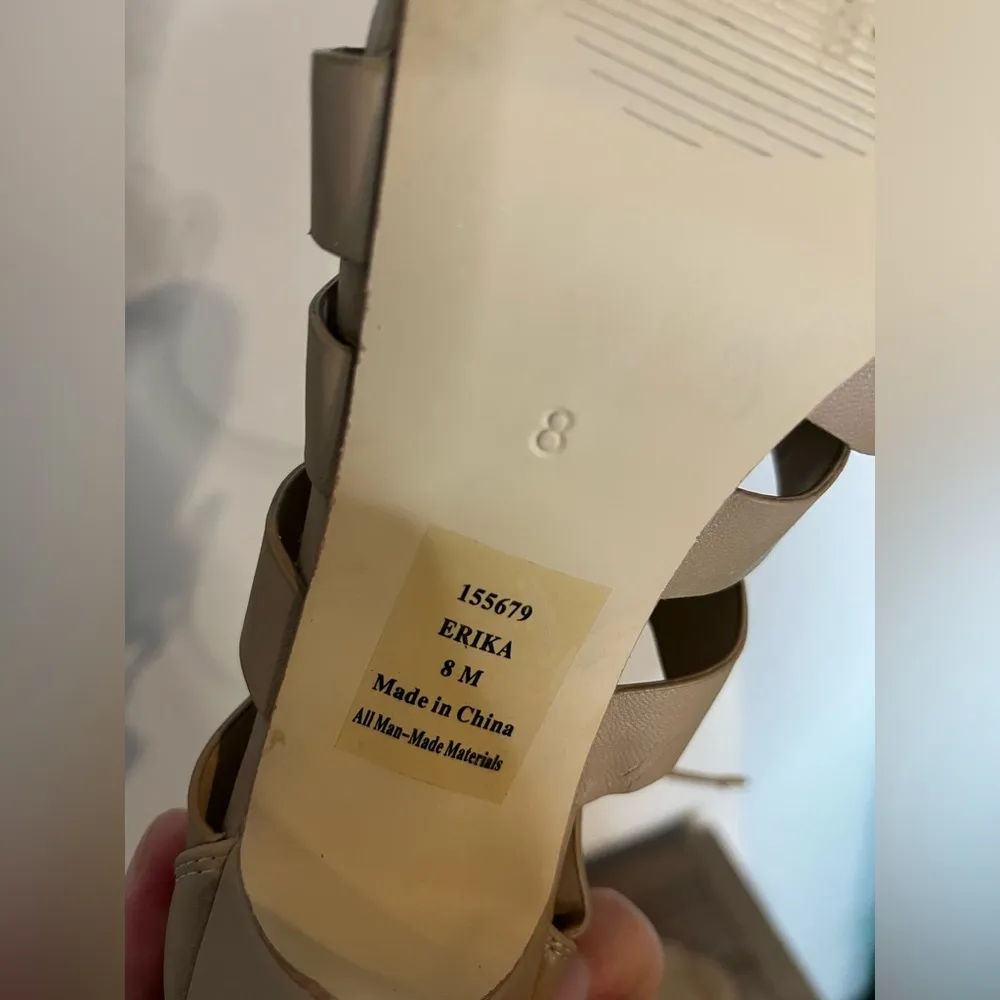 8
155679
ERIKA
8 M
Made in China
All Man-Made Materials